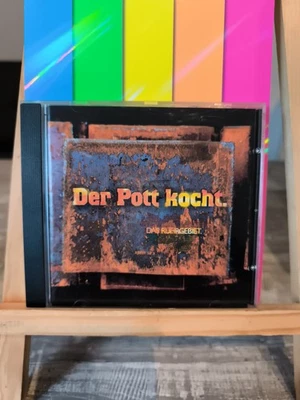 Der Pott kocht.
DAS RUHRGEBIET.